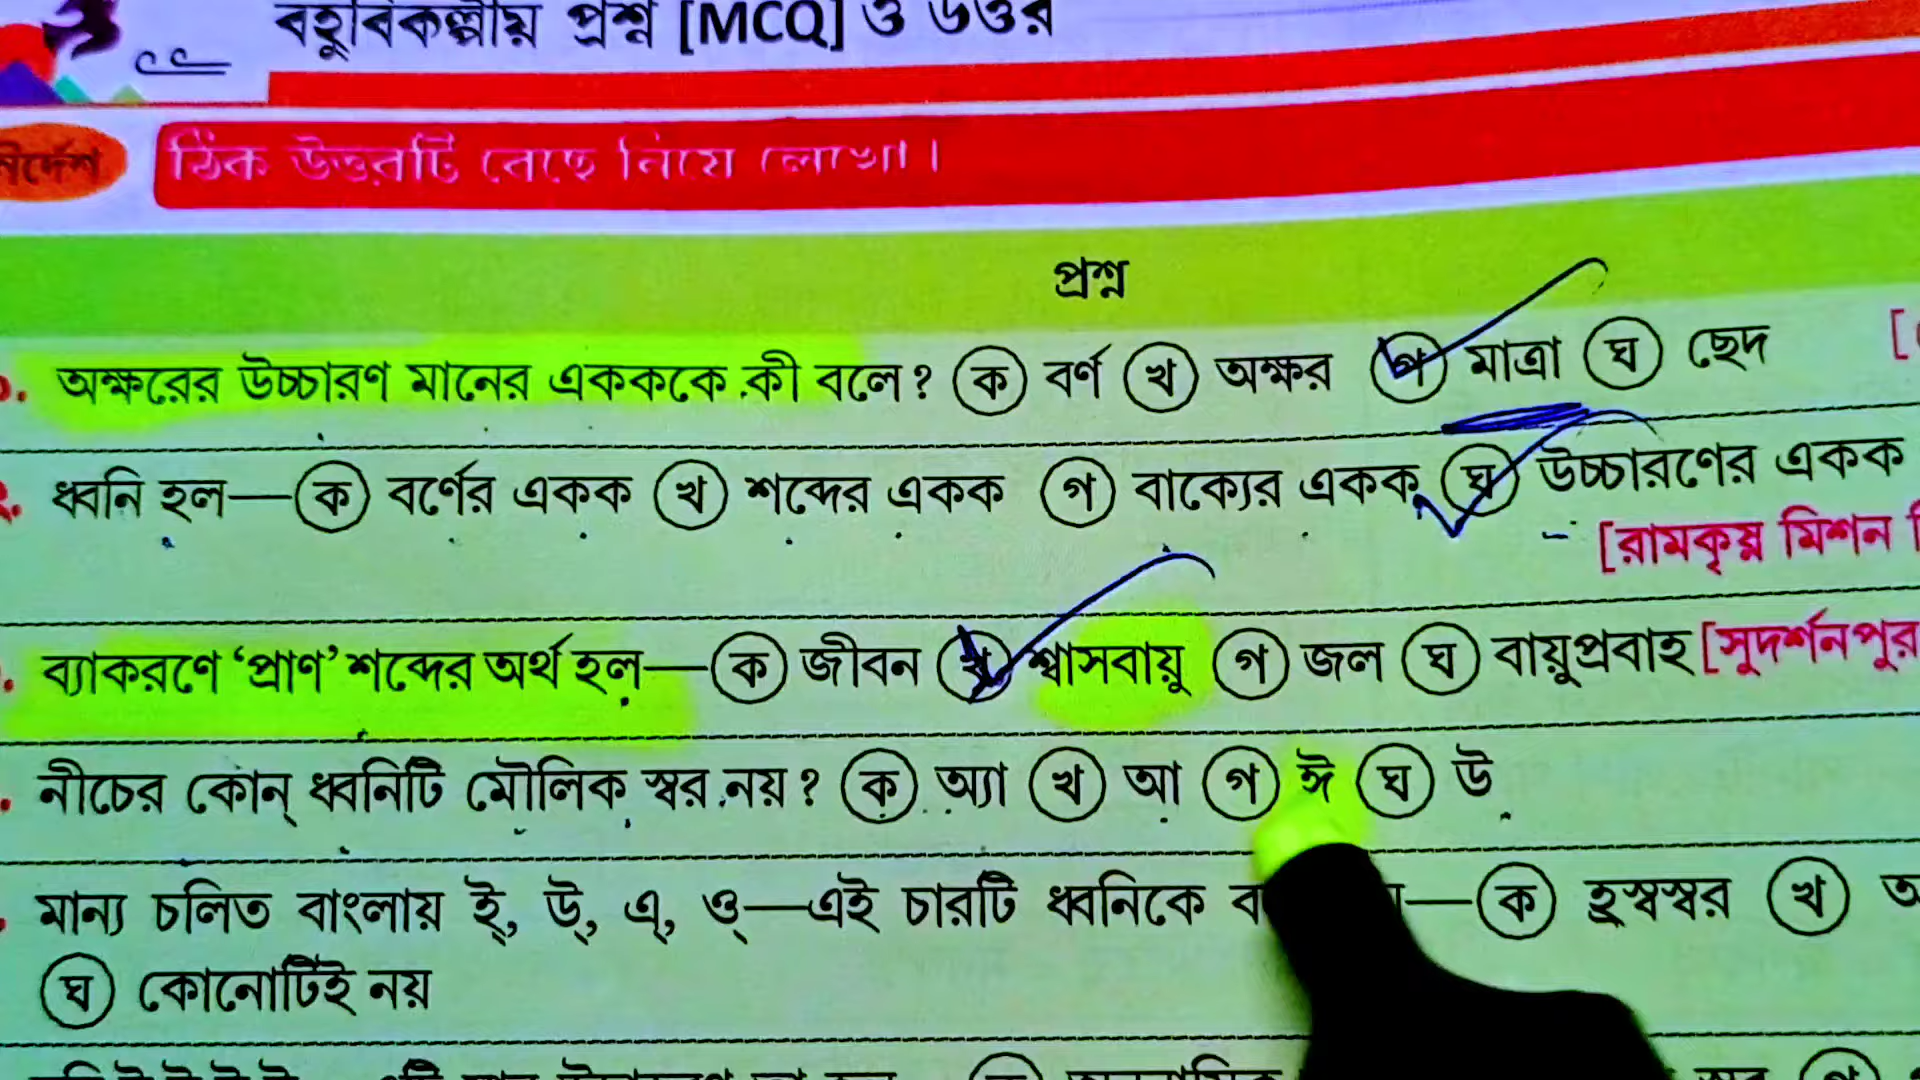 বহুবিকল্পীয় প্রশ্ন [MCQ] ও উত্তর
নির্দেশ ঠিক উত্তরটি বেছে নিয়ে লেখো।
প্রশ্ন
অক্ষরের উচ্চারণ মানের একককে কী বলে? ক বর্ণ খ অক্ষর গ মাত্রা ঘ ছেদ [
২. ধ্বনি হল—ক বর্ণের একক খ শব্দের একক গ বাক্যের একক ঘ উচ্চারণের একক
[রামকৃষ্ণ মিশন
ব্যাকরণে ‘প্রাণ’ শব্দের অর্থ হল—ক জীবন খ শ্বাসবায়ু গ জল ঘ বায়ুপ্রবাহ [সুদর্শনপুর
নীচের কোন্ ধ্বনিটি মৌলিক স্বর নয়? ক অ্যা খ আ গ ঈ ঘ উ
মান্য চলিত বাংলায় ই্, উ্, এ্, ও্—এই চারটি ধ্বনিকে —ক হ্রস্বস্বর খ
ঘ কোনোটিই নয়